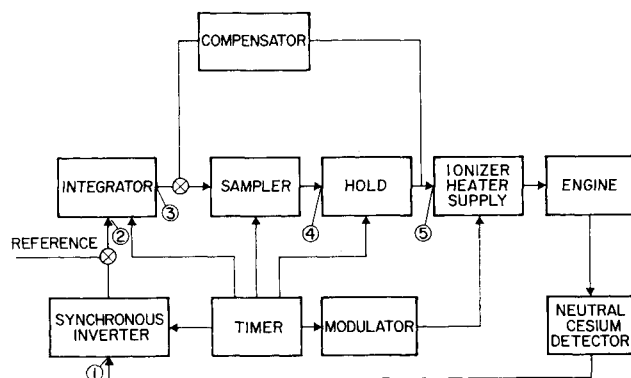 COMPENSATOR
INTEGRATOR
③
SAMPLER
④
HOLD
⑤
IONIZER
HEATER
SUPPLY
ENGINE
②
REFERENCE
SYNCHRONOUS
INVERTER
TIMER
MODULATOR
NEUTRAL
CESIUM
DETECTOR
①